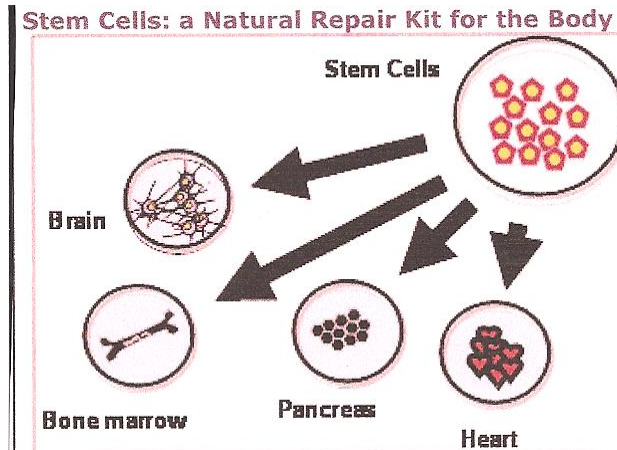 Stem Cells: a Natural Repair Kit for the Body
Stem Cells
Brain
Bone marrow
Pancreas
Heart